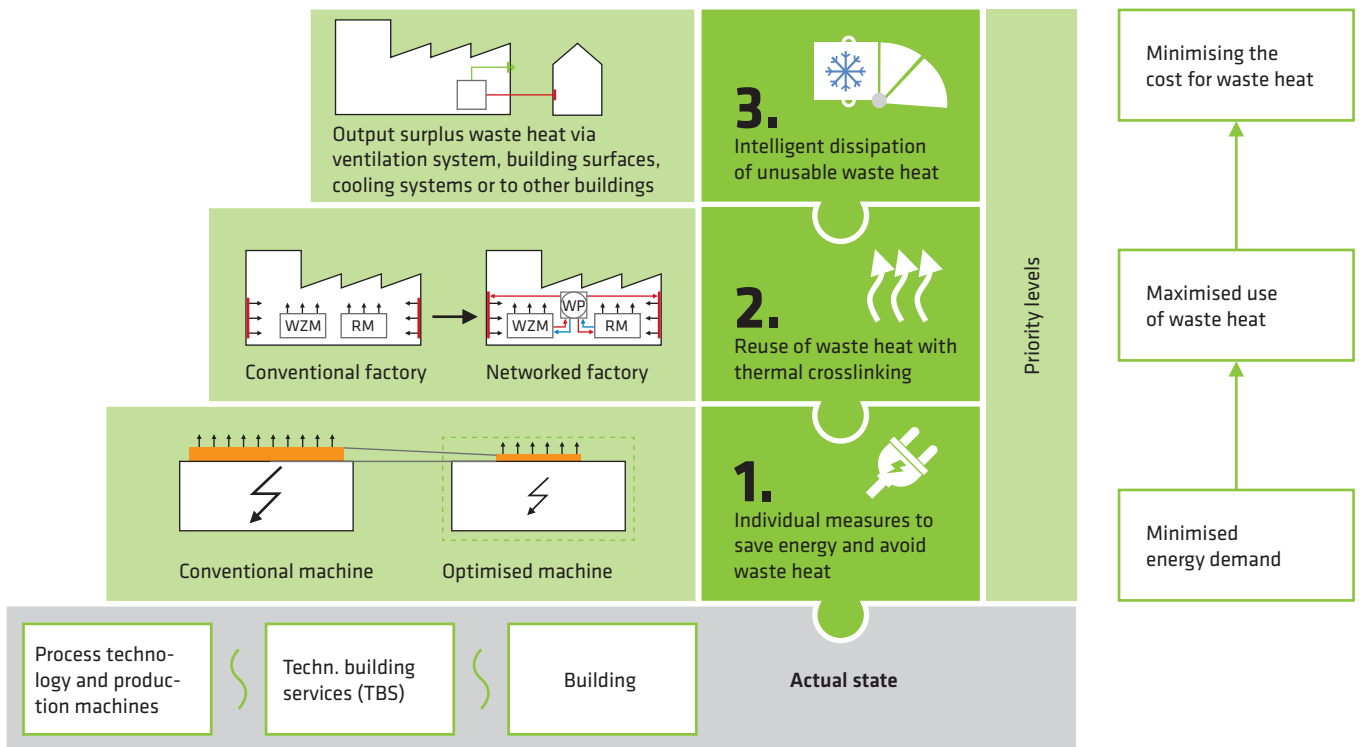 Output surplus waste heat via
ventilation system, building surfaces,
cooling systems or to other buildings
3.
Intelligent dissipation
of unusable waste heat
Minimising the
cost for waste heat
WZM
RM
Conventional factory
WP
WZM
RM
Networked factory
2.
Reuse of waste heat with
thermal crosslinking
Priority levels
Maximised use
of waste heat
Conventional machine
Optimised machine
1.
Individual measures to
save energy and avoid
waste heat
Minimised
energy demand
Process techno-
logy and produc-
tion machines
Techn. building
services (TBS)
Building
Actual state